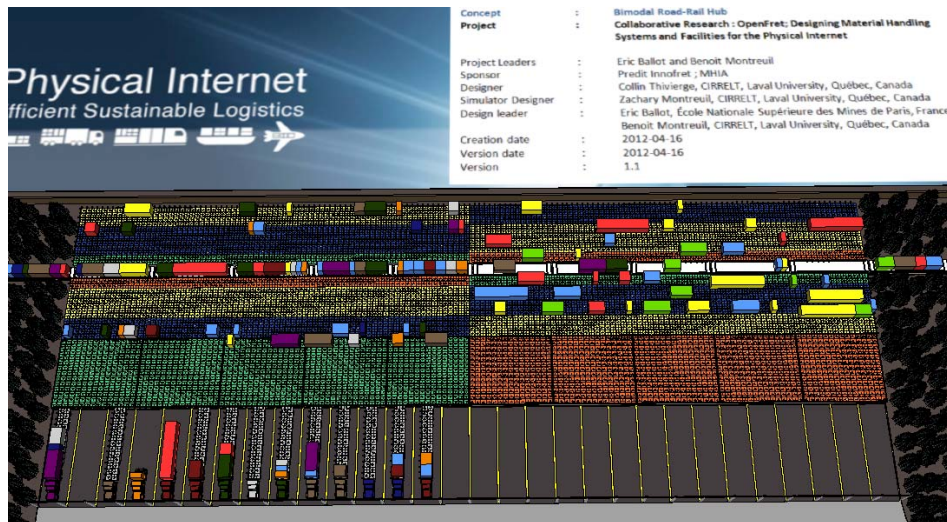 Physical Internet
fficient Sustainable Logistics
Concept : Bimodal Road-Rail Hub
Project : Collaborative Research : OpenFret; Designing Material Handling
Systems and Facilities for the Physical Internet
Project Leaders : Eric Ballot and Benoit Montreuil
Sponsor : Predit Innofret ; MHIA
Designer : Collin Thivierge, CIRRELT, Laval University, Québec, Canada
Simulator Designer : Zachary Montreuil, CIRRELT, Laval University, Québec, Canada
Design leader : Eric Ballot, École Nationale Supérieure des Mines de Paris, France
Benoit Montreuil, CIRRELT, Laval University, Québec, Canada
Creation date : 2012-04-16
Version date : 2012-04-16
Version : 1.1